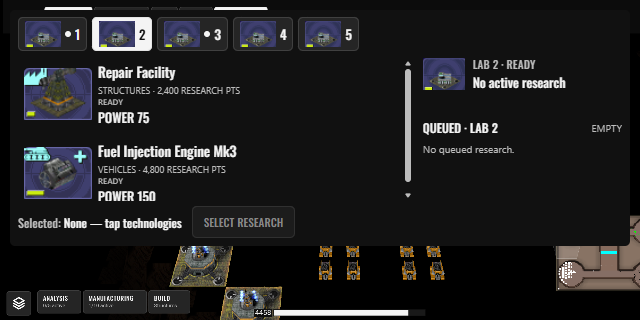 1
2
3
4
5
Repair Facility
STRUCTURES · 2,400 RESEARCH PTS
READY
POWER 75
Fuel Injection Engine Mk3
VEHICLES · 4,800 RESEARCH PTS
READY
POWER 150
LAB 2 · READY
No active research
QUEUED · LAB 2
EMPTY
No queued research.
Selected: None — tap technologies
SELECT RESEARCH
ANALYSIS
MANUFACTURING
BUILD
Structures
4458